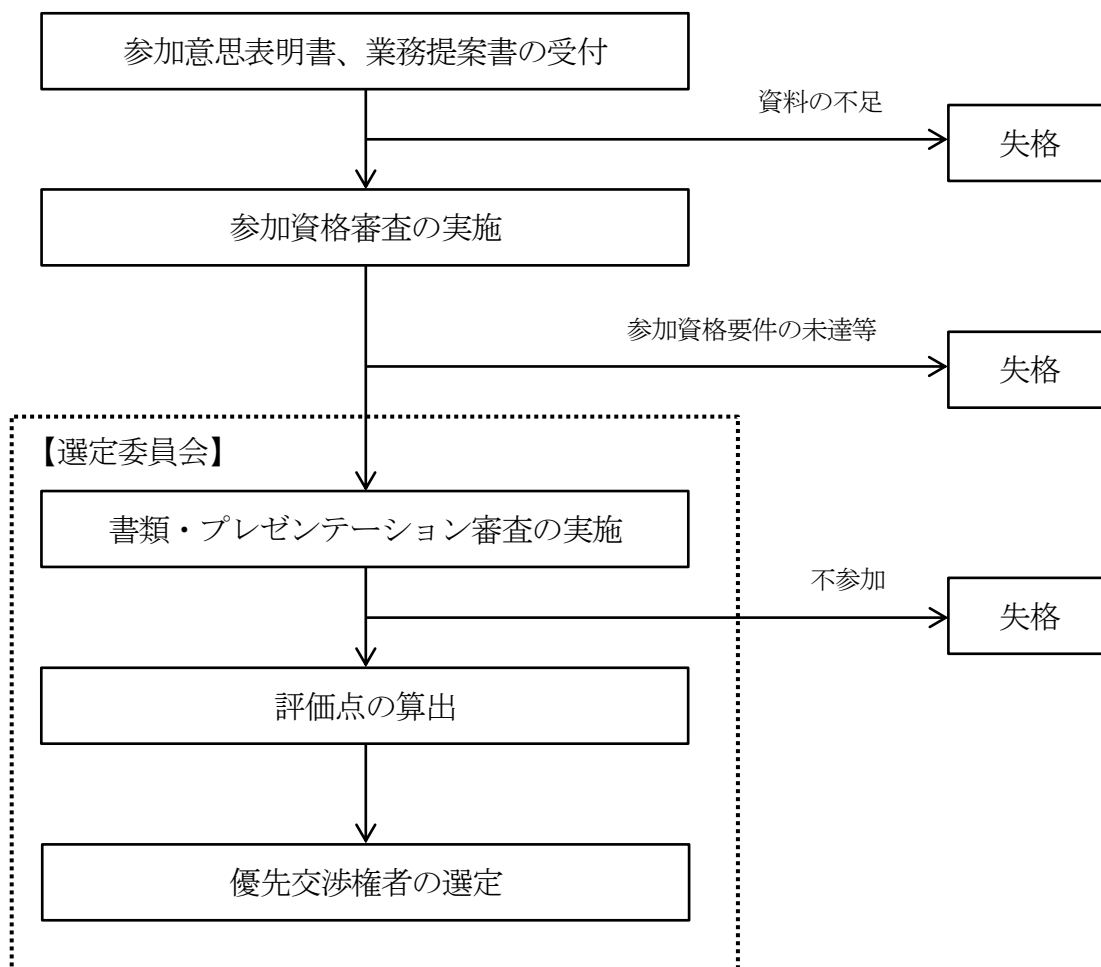 参加意思表明書、業務提案書の受付
資料の不足
失格
参加資格審査の実施
参加資格要件の未達等
失格
【選定委員会】
書類・プレゼンテーション審査の実施
不参加
失格
評価点の算出
優先交渉権者の選定